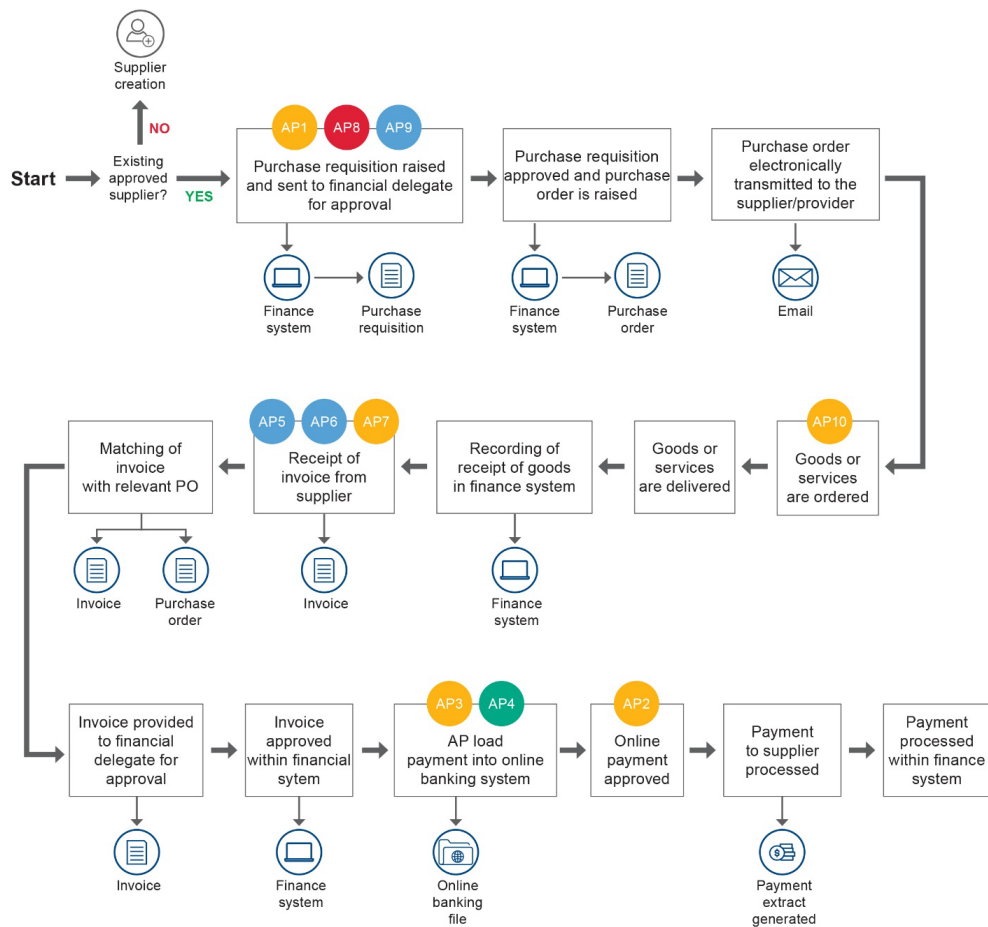 Supplier
creation
NO
Start
Existing
approved
supplier?
YES
AP1
AP8
AP9
Purchase requisition raised
and sent to financial delegate
for approval
Purchase requisition
approved and purchase
order is raised
Purchase order
electronically
transmitted to the
supplier/provider
Finance
system
Purchase
requisition
Finance
system
Purchase
order
Email
AP10
Goods or
services
are ordered
Goods or
services
are delivered
Recording of
receipt of goods
in finance system
AP5
AP6
AP7
Receipt of
invoice from
supplier
Matching of
invoice
with relevant PO
Finance
system
Invoice
Invoice
Purchase
order
Invoice provided
to financial
delegate for
approval
Invoice
approved
within financial
sytem
AP3
AP4
AP load
payment into online
banking system
AP2
Online
payment
approved
Payment
to supplier
processed
Payment
processed
within finance
system
Invoice
Finance
system
Online
banking
file
$
Payment
extract
generated